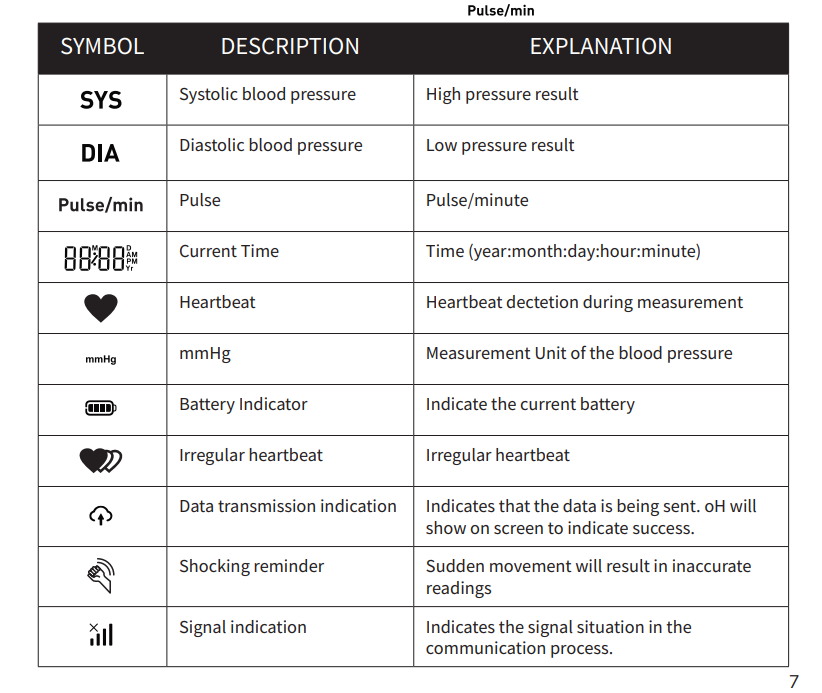 Pulse/min
SYMBOL DESCRIPTION EXPLANATION
SYS Systolic blood pressure High pressure result
DIA Diastolic blood pressure Low pressure result
Pulse/min Pulse Pulse/minute
88:88 M D AM PM Yr Current Time Time (year:month:day:hour:minute)
Heartbeat Heartbeat dectetion during measurement
mmHg mmHg Measurement Unit of the blood pressure
Battery Indicator Indicate the current battery
Irregular heartbeat Irregular heartbeat
Data transmission indication Indicates that the data is being sent. oH will
show on screen to indicate success.
Shocking reminder Sudden movement will result in inaccurate
readings
Signal indication Indicates the signal situation in the
communication process.
7